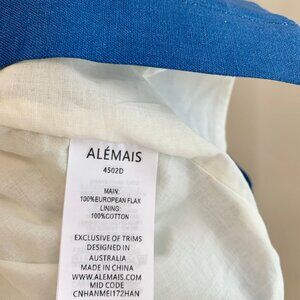 ALÉMAIS
4502D
MAIN:
100%EUROPEAN FLAX
LINING:
100%COTTON
EXCLUSIVE OF TRIMS
DESIGNED IN
AUSTRALIA
MADE IN CHINA
WWW.ALEMAIS.COM
MID CODE
CNHANMEI172HAN